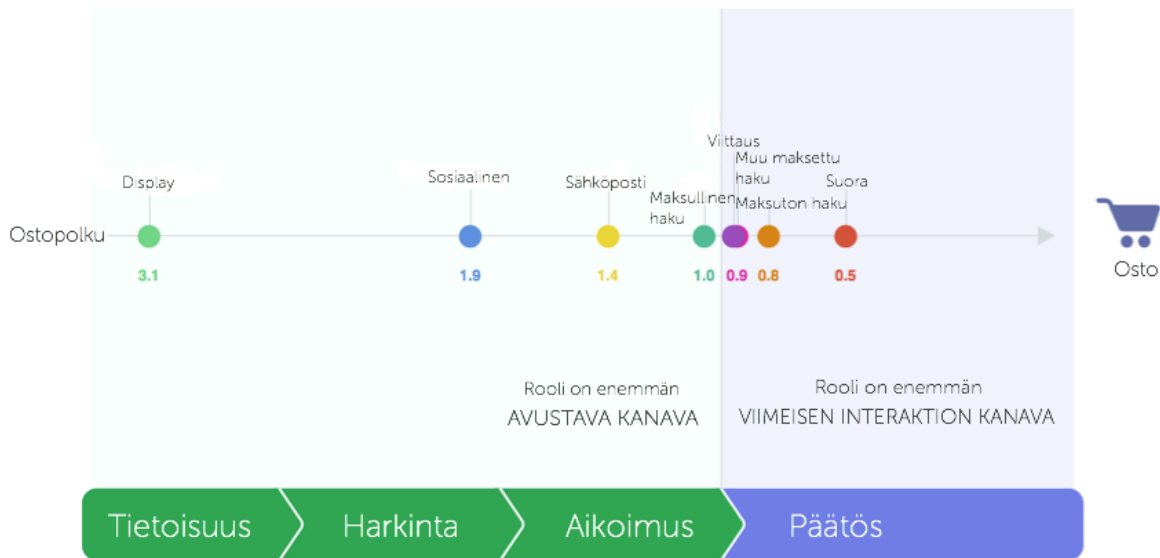 Viittaus
Muu maksettu
haku
Display
Sosiaalinen
Sähköposti
Suora
Maksullinen
haku
Maksuton haku
Ostopolku
3.1
1.9
1.4
1.0
0.9
0.8
0.5
Osto
Rooli on enemmän
AVUSTAVA KANAVA
Rooli on enemmän
VIIMEISEN INTERAKTION KANAVA
Tietoisuus
Harkinta
Aikoimus
Päätös